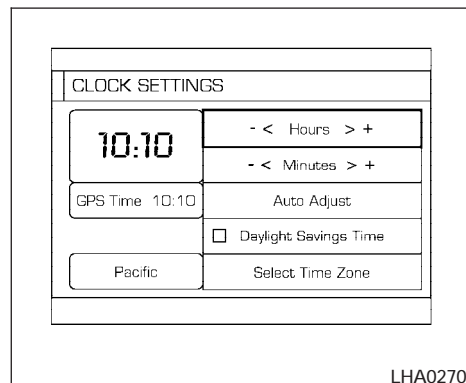 CLOCK SETTINGS
10:10
- < Hours > +
- < Minutes > +
GPS Time 10:10
Auto Adjust
Daylight Savings Time
Pacific
Select Time Zone
LHA0270